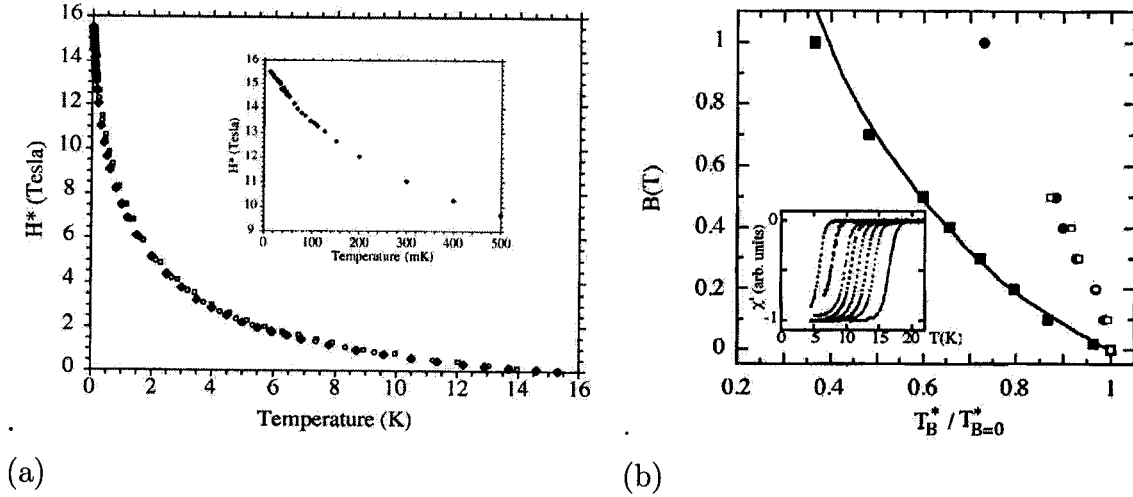 16
14
12
10
8
6
4
2
0
H* (Tesla)
0 2 4 6 8 10 12 14 16
Temperature (K)
16
15
14
13
12
11
10
9
H* (Tesla)
0 100 200 300 400 500
Temperature (mK)
(a)
1
0.8
0.6
0.4
0.2
0
B(T)
0.2 0.4 0.6 0.8 1
T*B / T*B=0
0
-1
χ' (arb. units)
0 5 10 15 20
T(K)
(b)